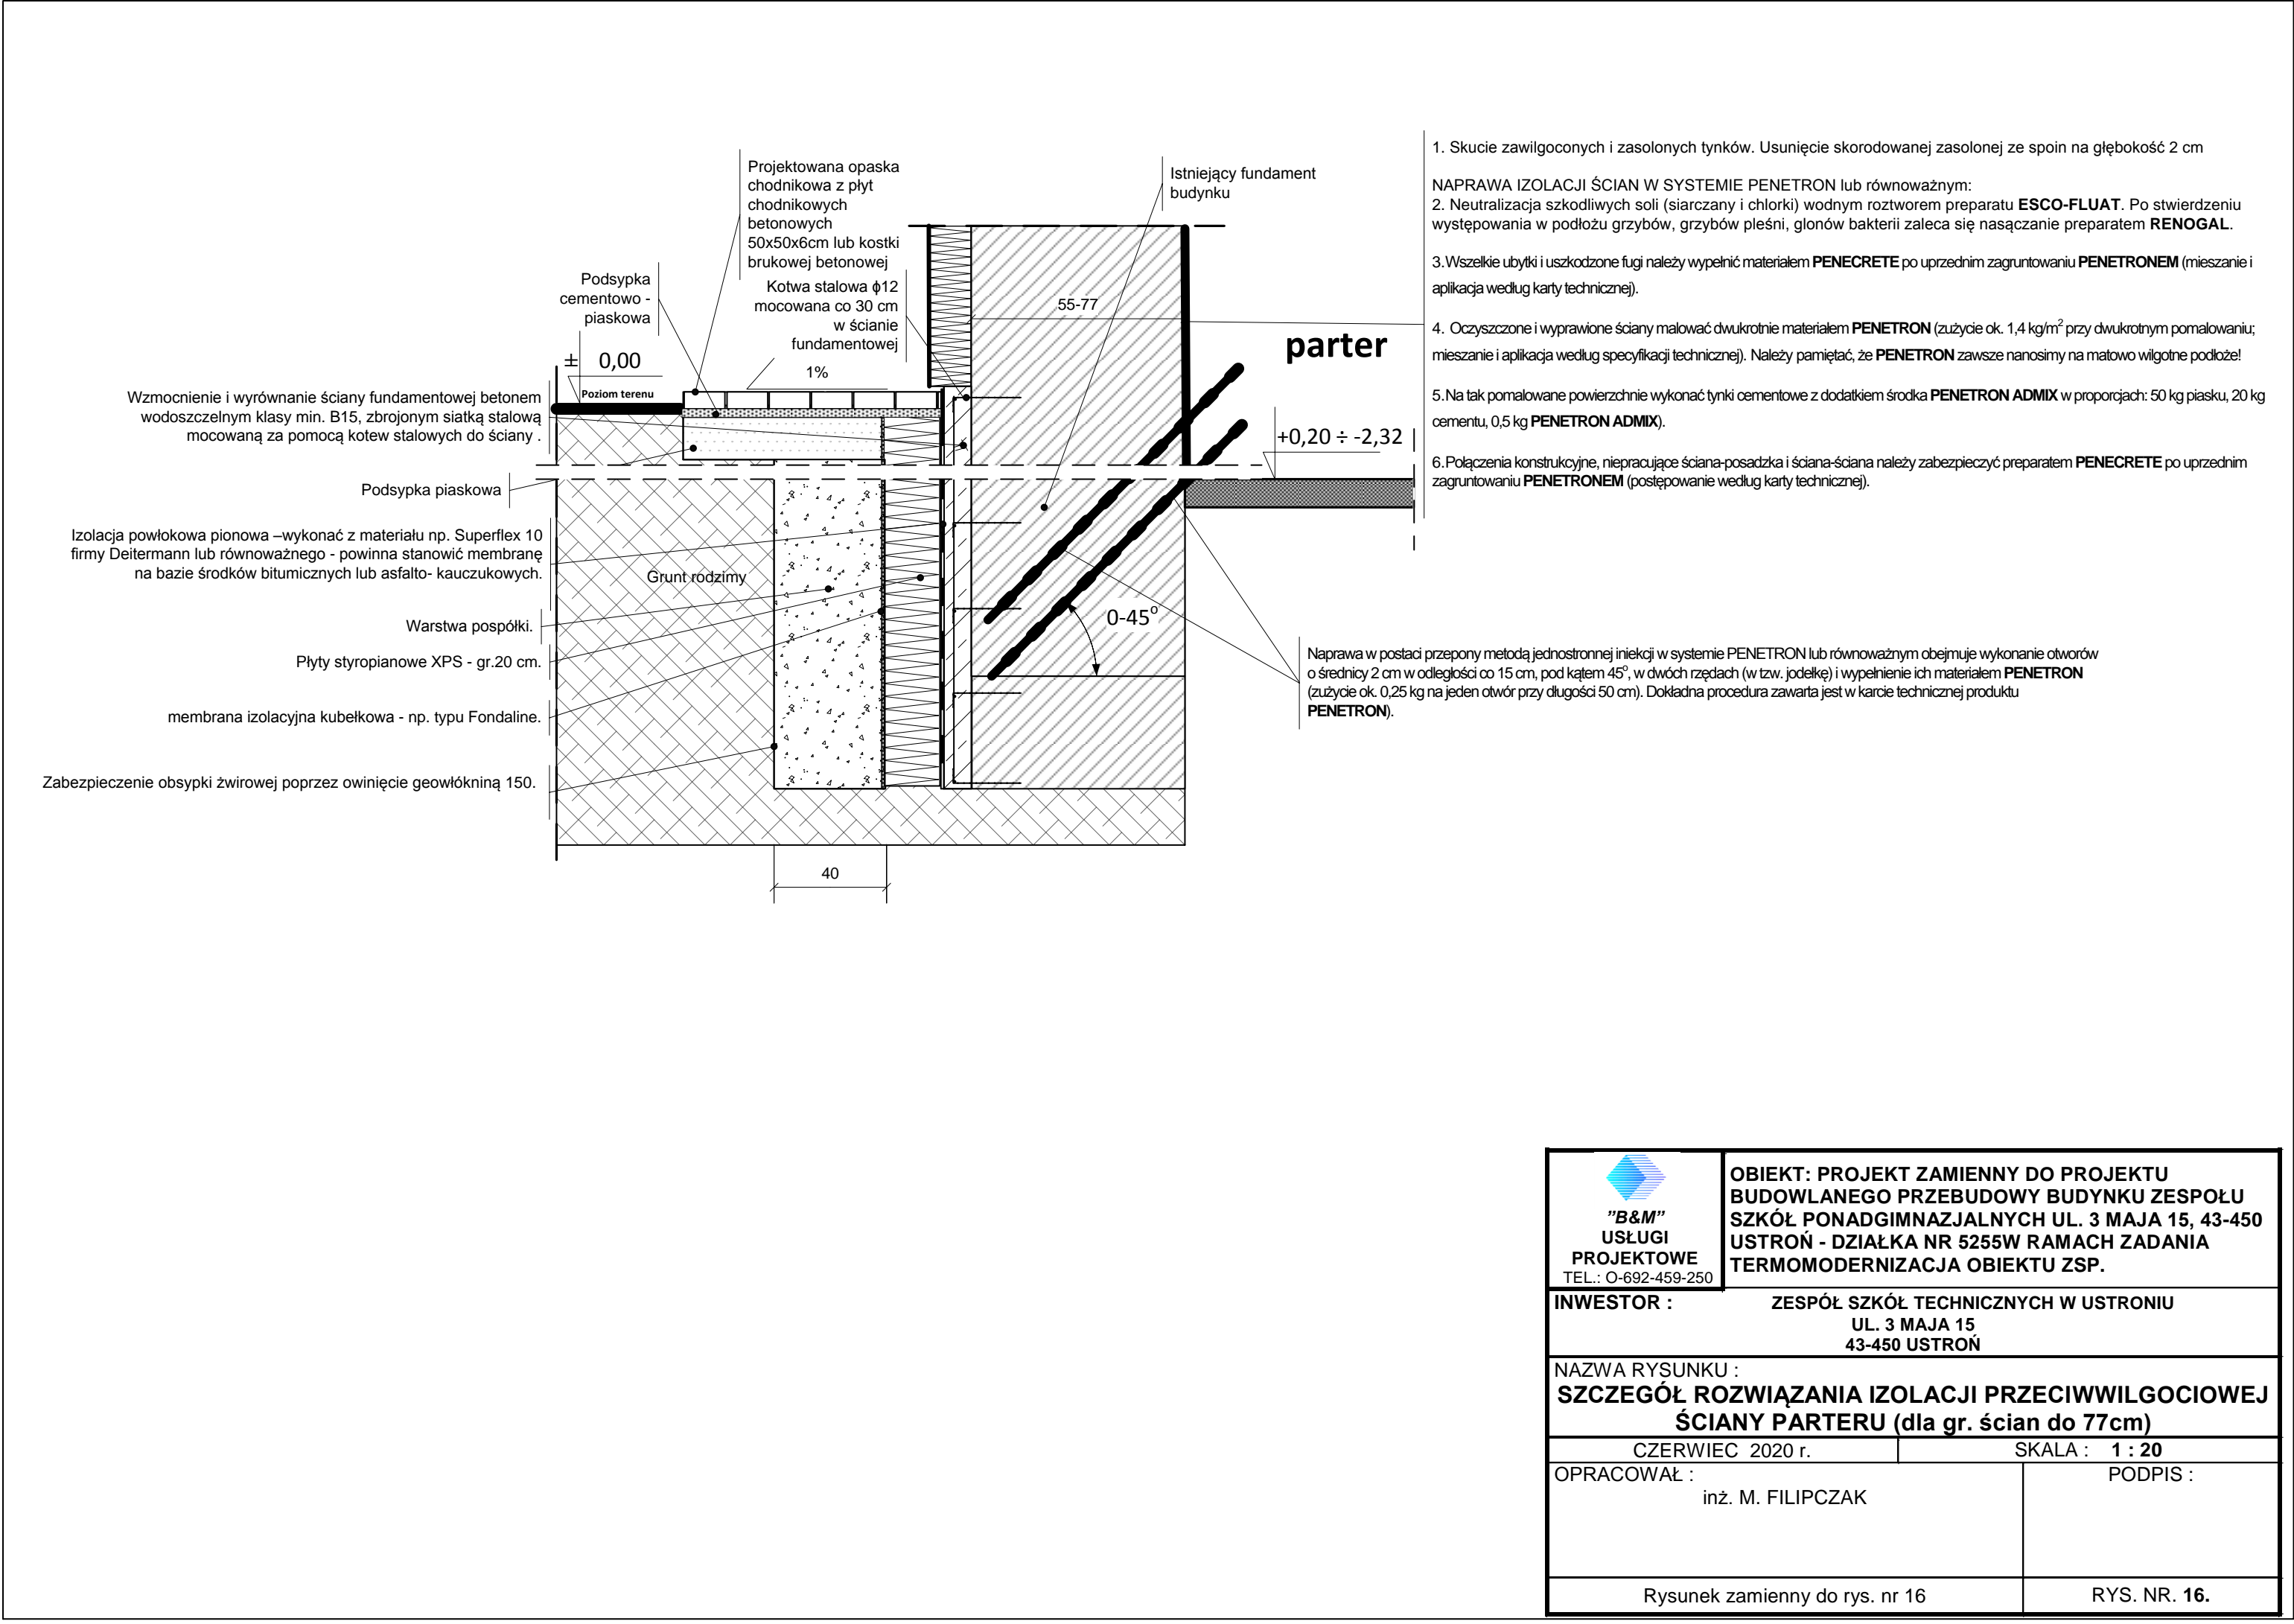 Projektowana opaska
chodnikowa z płyt
chodnikowych
betonowych
50x50x6cm lub kostki
brukowej betonowej
Istniejący fundament
budynku
Podsypka
cementowo -
piaskowa
Kotwa stalowa ϕ12
mocowana co 30 cm
w ścianie
fundamentowej
55-77
parter
± 0,00
1%
Poziom terenu
+0,20 ÷ -2,32
Wzmocnienie i wyrównanie ściany fundamentowej betonem
wodoszczelnym klasy min. B15, zbrojonym siatką stalową
mocowaną za pomocą kotew stalowych do ściany .
Podsypka piaskowa
Izolacja powłokowa pionowa –wykonać z materiału np. Superflex 10
firmy Deitermann lub równoważnego - powinna stanowić membranę
na bazie środków bitumicznych lub asfalto- kauczukowych.
Grunt rodzimy
Warstwa pospółki.
Płyty styropianowe XPS - gr.20 cm.
membrana izolacyjna kubełkowa - np. typu Fondaline.
Zabezpieczenie obsypki żwirowej poprzez owinięcie geowłókniną 150.
0-45°
40
1. Skucie zawilgoconych i zasolonych tynków. Usunięcie skorodowanej zasolonej ze spoin na głębokość 2 cm
NAPRAWA IZOLACJI ŚCIAN W SYSTEMIE PENETRON lub równoważnym:
2. Neutralizacja szkodliwych soli (siarczany i chlorki) wodnym roztworem preparatu ESCO-FLUAT. Po stwierdzeniu
występowania w podłożu grzybów, grzybów pleśni, glonów bakterii zaleca się nasączanie preparatem RENOGAL.
3.Wszelkie ubytki i uszkodzone fugi należy wypełnić materiałem PENECRETE po uprzednim zagruntowaniu PENETRONEM (mieszanie i
aplikacja według karty technicznej).
4. Oczyszczone i wyprawione ściany malować dwukrotnie materiałem PENETRON (zużycie ok. 1,4 kg/m² przy dwukrotnym pomalowaniu;
mieszanie i aplikacja według specyfikacji technicznej). Należy pamiętać, że PENETRON zawsze nanosimy na matowo wilgotne podłoże!
5.Na tak pomalowane powierzchnie wykonać tynki cementowe z dodatkiem środka PENETRON ADMIX w proporcjach: 50 kg piasku, 20 kg
cementu, 0,5 kg PENETRON ADMIX).
6.Połączenia konstrukcyjne, niepracujące ściana-posadzka i ściana-ściana należy zabezpieczyć preparatem PENECRETE po uprzednim
zagruntowaniu PENETRONEM (postępowanie według karty technicznej).
Naprawa w postaci przepony metodą jednostronnej iniekcji w systemie PENETRON lub równoważnym obejmuje wykonanie otworów
o średnicy 2 cm w odległości co 15 cm, pod kątem 45°, w dwóch rzędach (w tzw. jodełkę) i wypełnienie ich materiałem PENETRON
(zużycie ok. 0,25 kg na jeden otwór przy długości 50 cm). Dokładna procedura zawarta jest w karcie technicznej produktu
PENETRON).
”B&M”
USŁUGI
PROJEKTOWE
TEL.: O-692-459-250
OBIEKT: PROJEKT ZAMIENNY DO PROJEKTU
BUDOWLANEGO PRZEBUDOWY BUDYNKU ZESPOŁU
SZKÓŁ PONADGIMNAZJALNYCH UL. 3 MAJA 15, 43-450
USTROŃ - DZIAŁKA NR 5255W RAMACH ZADANIA
TERMOMODERNIZACJA OBIEKTU ZSP.
INWESTOR : ZESPÓŁ SZKÓŁ TECHNICZNYCH W USTRONIU
UL. 3 MAJA 15
43-450 USTROŃ
NAZWA RYSUNKU :
SZCZEGÓŁ ROZWIĄZANIA IZOLACJI PRZECIWWILGOCIOWEJ
ŚCIANY PARTERU (dla gr. ścian do 77cm)
CZERWIEC 2020 r.
SKALA : 1 : 20
OPRACOWAŁ :
inż. M. FILIPCZAK
PODPIS :
Rysunek zamienny do rys. nr 16
RYS. NR. 16.